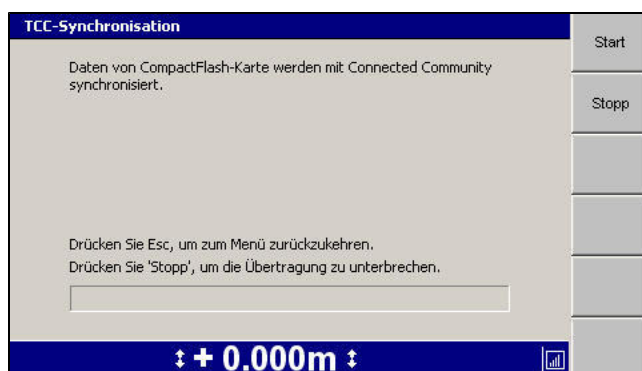 TCC-Synchronisation
Start
Daten von CompactFlash-Karte werden mit Connected Community
synchronisiert.
Stopp
Drücken Sie Esc, um zum Menü zurückzukehren.
Drücken Sie 'Stopp', um die Übertragung zu unterbrechen.
↕ + 0.000m ↕